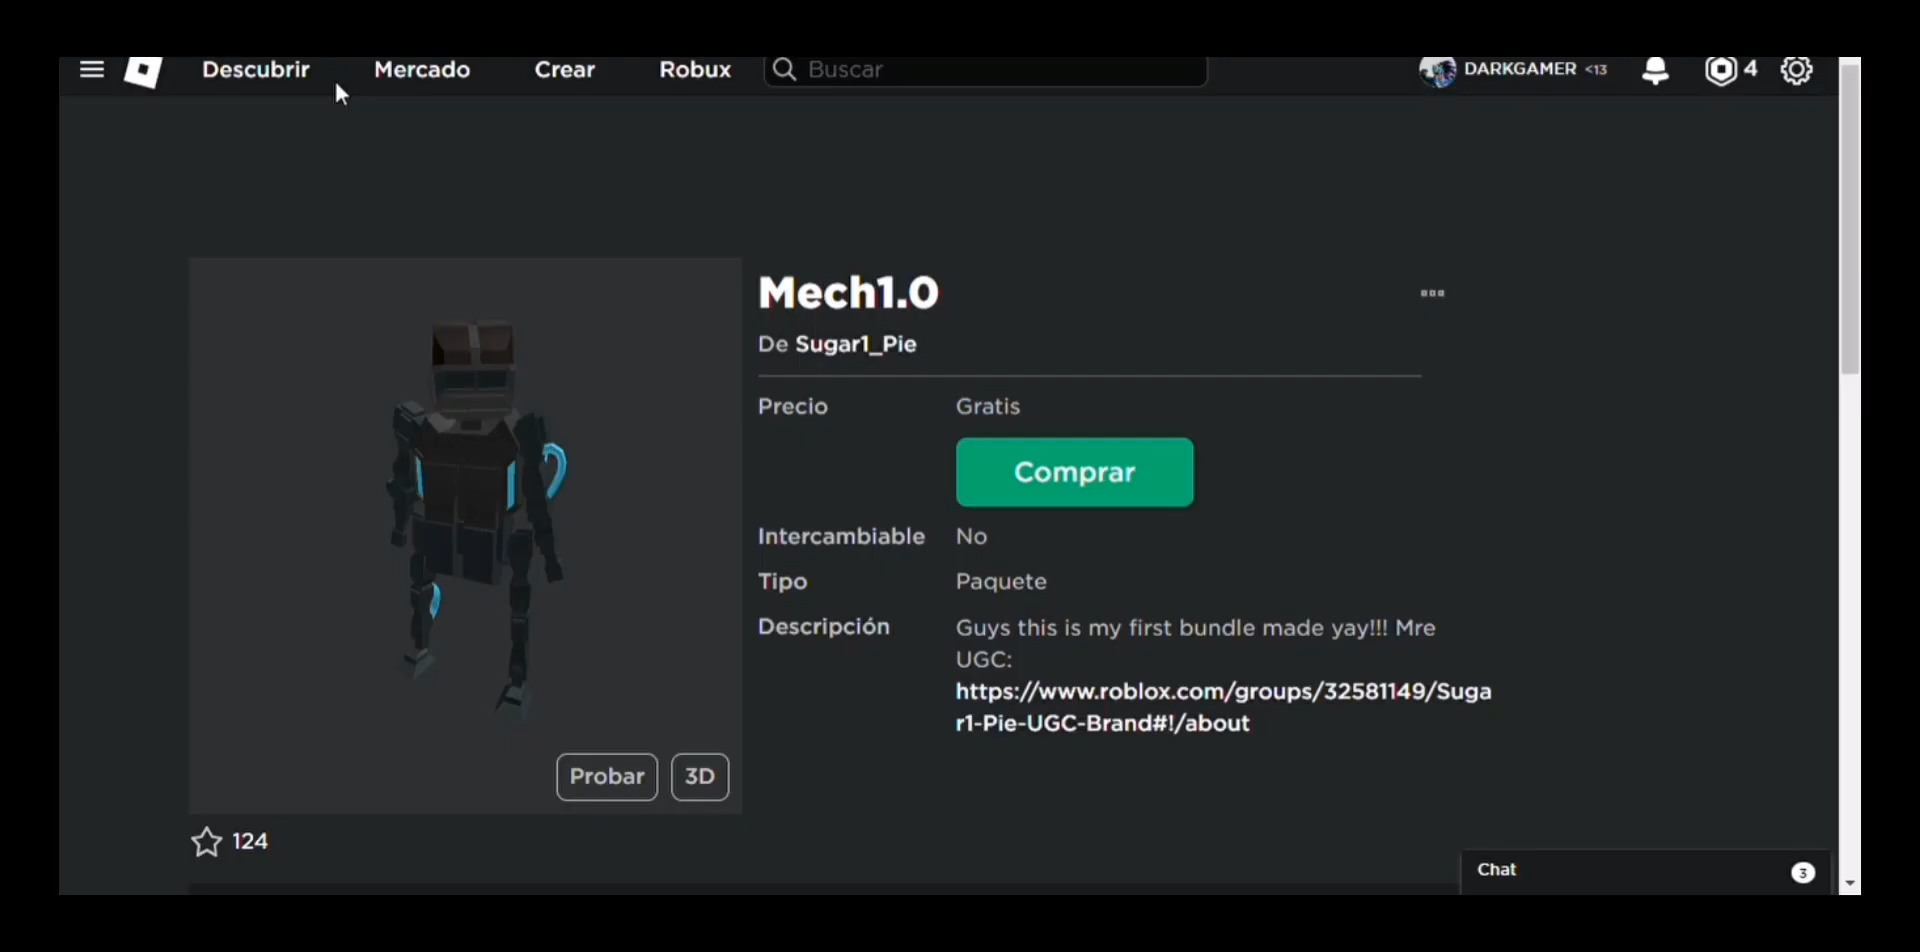 Descubrir Mercado Crear Robux Buscar DARKGAMER <13 4
Mech1.0
De Sugar1_Pie
Precio Gratis
Comprar
Intercambiable No
Tipo Paquete
Descripción Guys this is my first bundle made yay!!! Mre
UGC:
https://www.roblox.com/groups/32581149/Suga
r1-Pie-UGC-Brand#!/about
Probar 3D
124
Chat 3